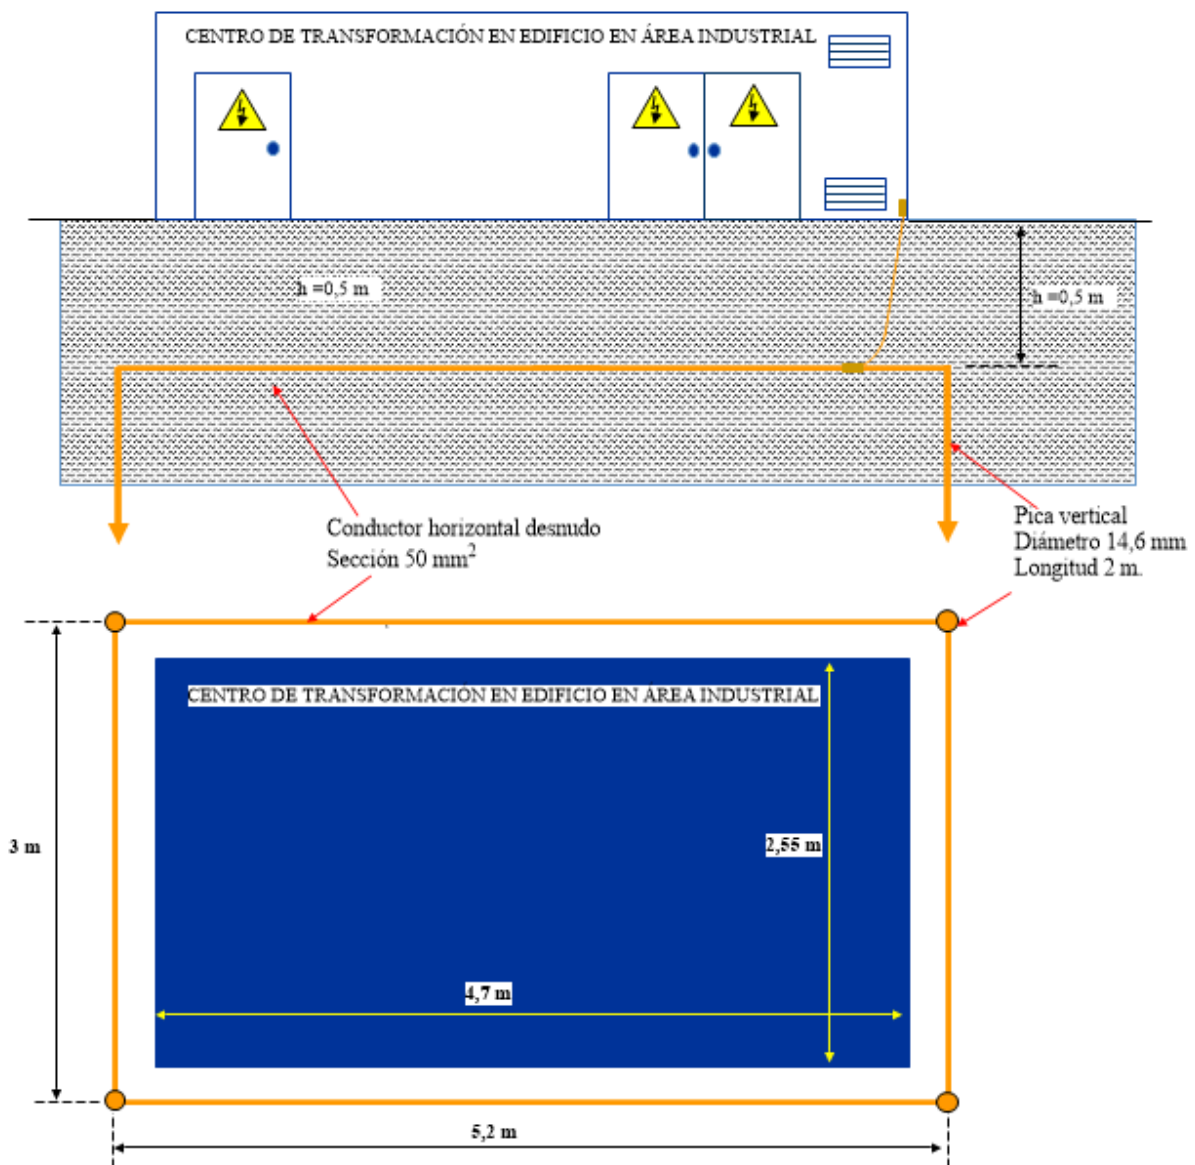 CENTRO DE TRANSFORMACIÓN EN EDIFICIO EN ÁREA INDUSTRIAL
h =0,5 m
h =0,5 m
Conductor horizontal desnudo
Sección 50 mm²
Pica vertical
Diámetro 14,6 mm
Longitud 2 m.
CENTRO DE TRANSFORMACIÓN EN EDIFICIO EN ÁREA INDUSTRIAL
3 m
2,55 m
4,7 m
5,2 m